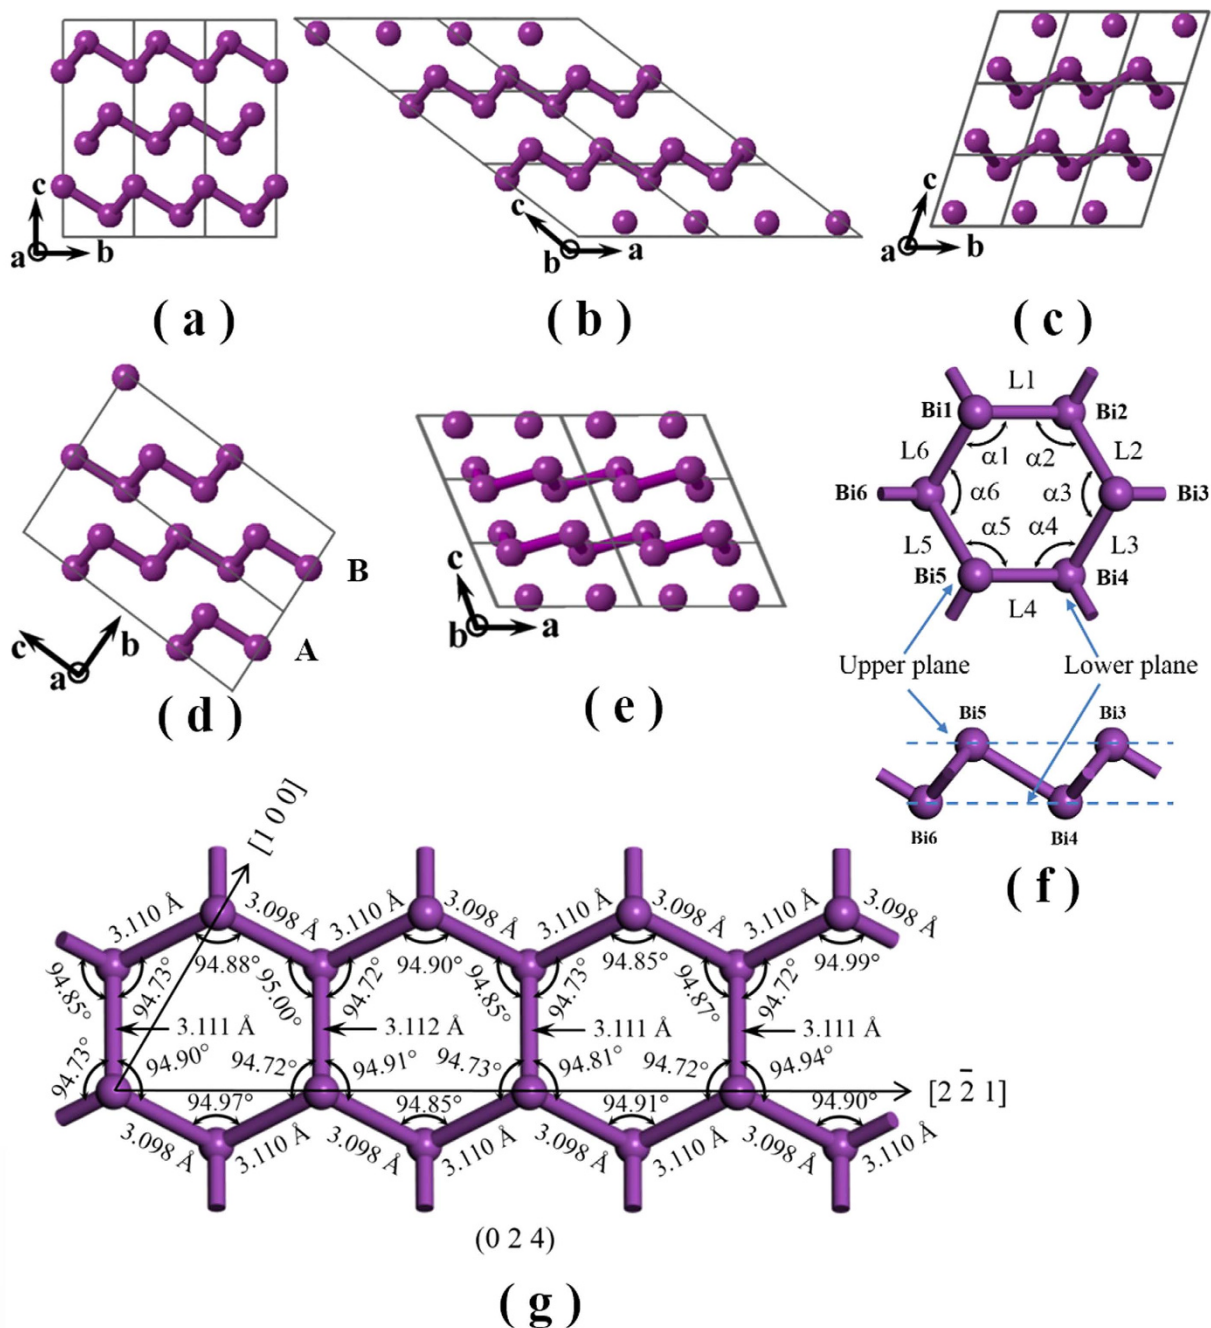 c
a
b
( a )
c
b
a
( b )
c
a
b
( c )
c
b
a
B
A
( d )
c
b
a
( e )
L1
Bi1
Bi2
L6
α1
α2
L2
Bi6
α6
α3
Bi3
L5
α5
α4
L3
Bi5
Bi4
L4
Upper plane
Lower plane
Bi5
Bi3
Bi6
Bi4
( f )
[1 0 0]
3.110 Å
3.098 Å
3.110 Å
3.098 Å
3.110 Å
3.098 Å
3.110 Å
3.098 Å
94.85°
94.73°
94.88°
95.00°
94.72°
94.90°
94.85°
94.73°
94.85°
94.87°
94.72°
94.99°
3.111 Å
3.112 Å
3.111 Å
3.111 Å
94.73°
94.90°
94.72°
94.91°
94.73°
94.81°
94.72°
94.94°
[2 2̅ 1]
94.97°
94.85°
94.91°
94.90°
3.098 Å
3.110 Å
3.098 Å
3.110 Å
3.098 Å
3.110 Å
3.098 Å
3.110 Å
(0 2 4)
( g )